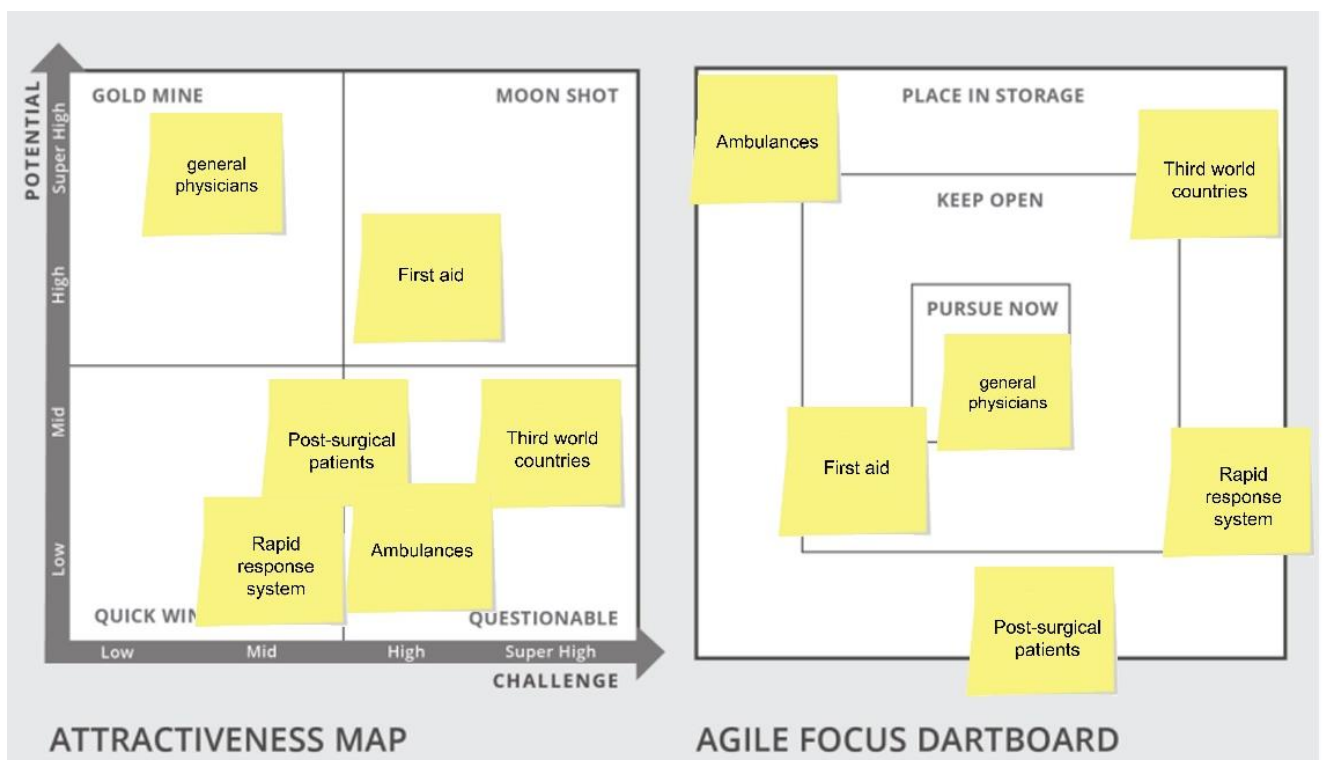 POTENTIAL
Super High
High
Mid
Low
GOLD MINE
MOON SHOT
general
physicians
First aid
Post-surgical
patients
Third world
countries
Rapid
response
system
Ambulances
QUICK WIN
QUESTIONABLE
Low
Mid
High
Super High
CHALLENGE
ATTRACTIVENESS MAP
PLACE IN STORAGE
Ambulances
Third world
countries
KEEP OPEN
PURSUE NOW
general
physicians
First aid
Rapid
response
system
Post-surgical
patients
AGILE FOCUS DARTBOARD